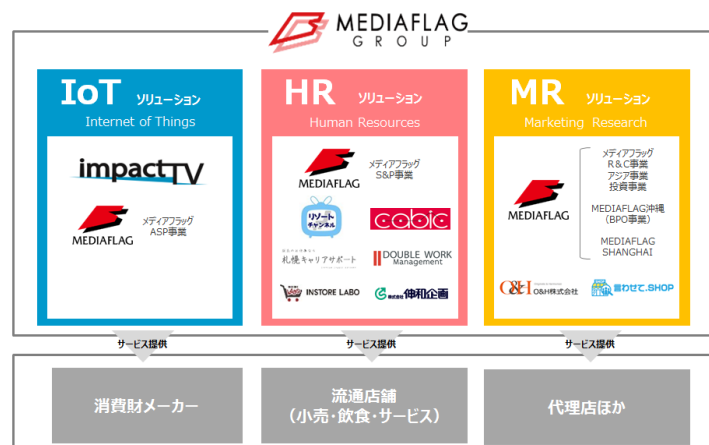 MEDIAFLAG
GROUP
IoT ソリューション
Internet of Things
impactTV
MEDIAFLAG
メディアフラッグ
ASP事業
HR ソリューション
Human Resources
MEDIAFLAG
メディアフラッグ
S&P事業
リゾート
チャンネル
cabic
札幌キャリアサポート
DOUBLE WORK
Management
INSTORE LABO
株式会社 伸和企画
MR ソリューション
Marketing Research
MEDIAFLAG
メディアフラッグ
R&C事業
アジア事業
投資事業
MEDIAFLAG沖縄
（BPO事業）
MEDIAFLAG
SHANGHAI
O&H O&H株式会社
買わせて.SHOP
サービス提供
サービス提供
サービス提供
消費財メーカー
流通店舗
（小売・飲食・サービス）
代理店ほか